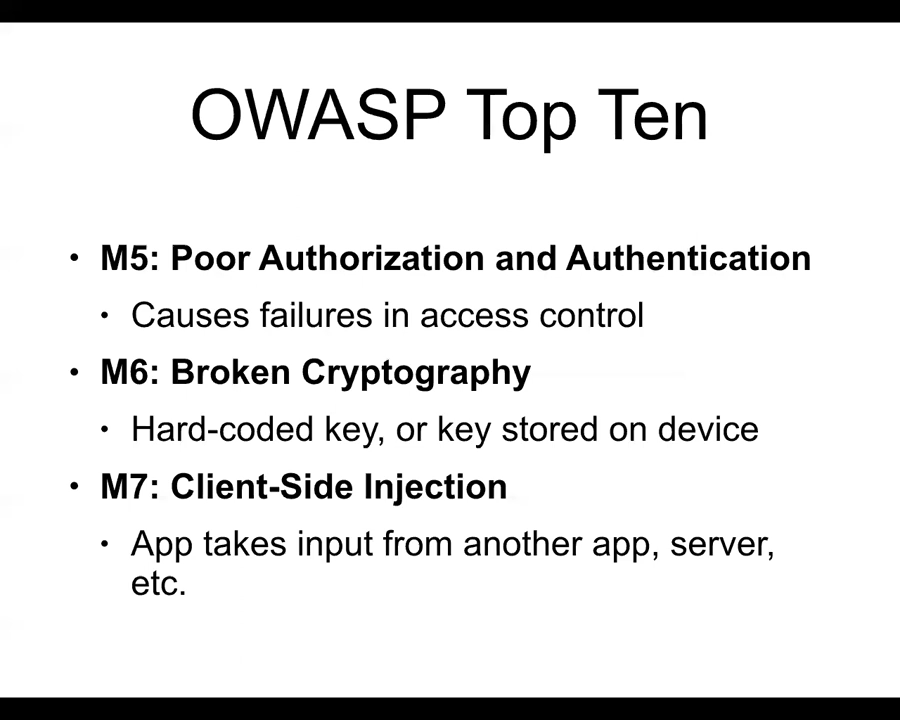 OWASP Top Ten
• M5: Poor Authorization and Authentication
• Causes failures in access control
• M6: Broken Cryptography
• Hard-coded key, or key stored on device
• M7: Client-Side Injection
• App takes input from another app, server,
etc.